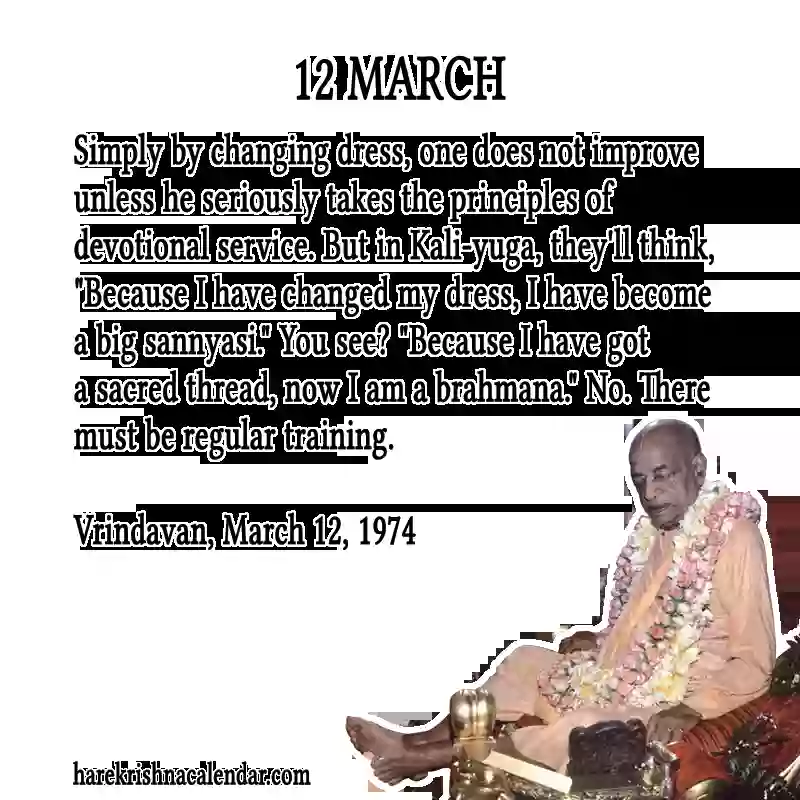 12 MARCH
Simply by changing dress, one does not improve
unless he seriously takes the principles of
devotional service. But in Kali-yuga, they'll think,
"Because I have changed my dress, I have become
a big sannyasi." You see? "Because I have got
a sacred thread, now I am a brahmana." No. There
must be regular training.
Vrindavan, March 12, 1974
harekrishnacalendar.com